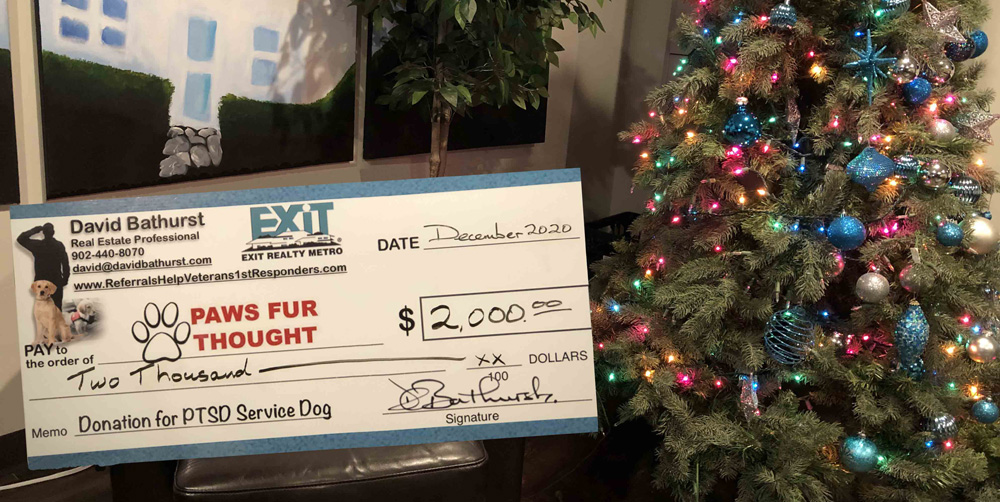 David Bathurst
Real Estate Professional
902-440-8070
david@davidbathurst.com
www.ReferralsHelpVeterans1stResponders.com
EXiT
EXIT REALTY METRO
DATE December 2020
PAWS FUR
THOUGHT
$ 2,000.00
PAY to
the order of
Two Thousand xx/100 DOLLARS
Memo Donation for PTSD Service Dog
D Bathurst
Signature